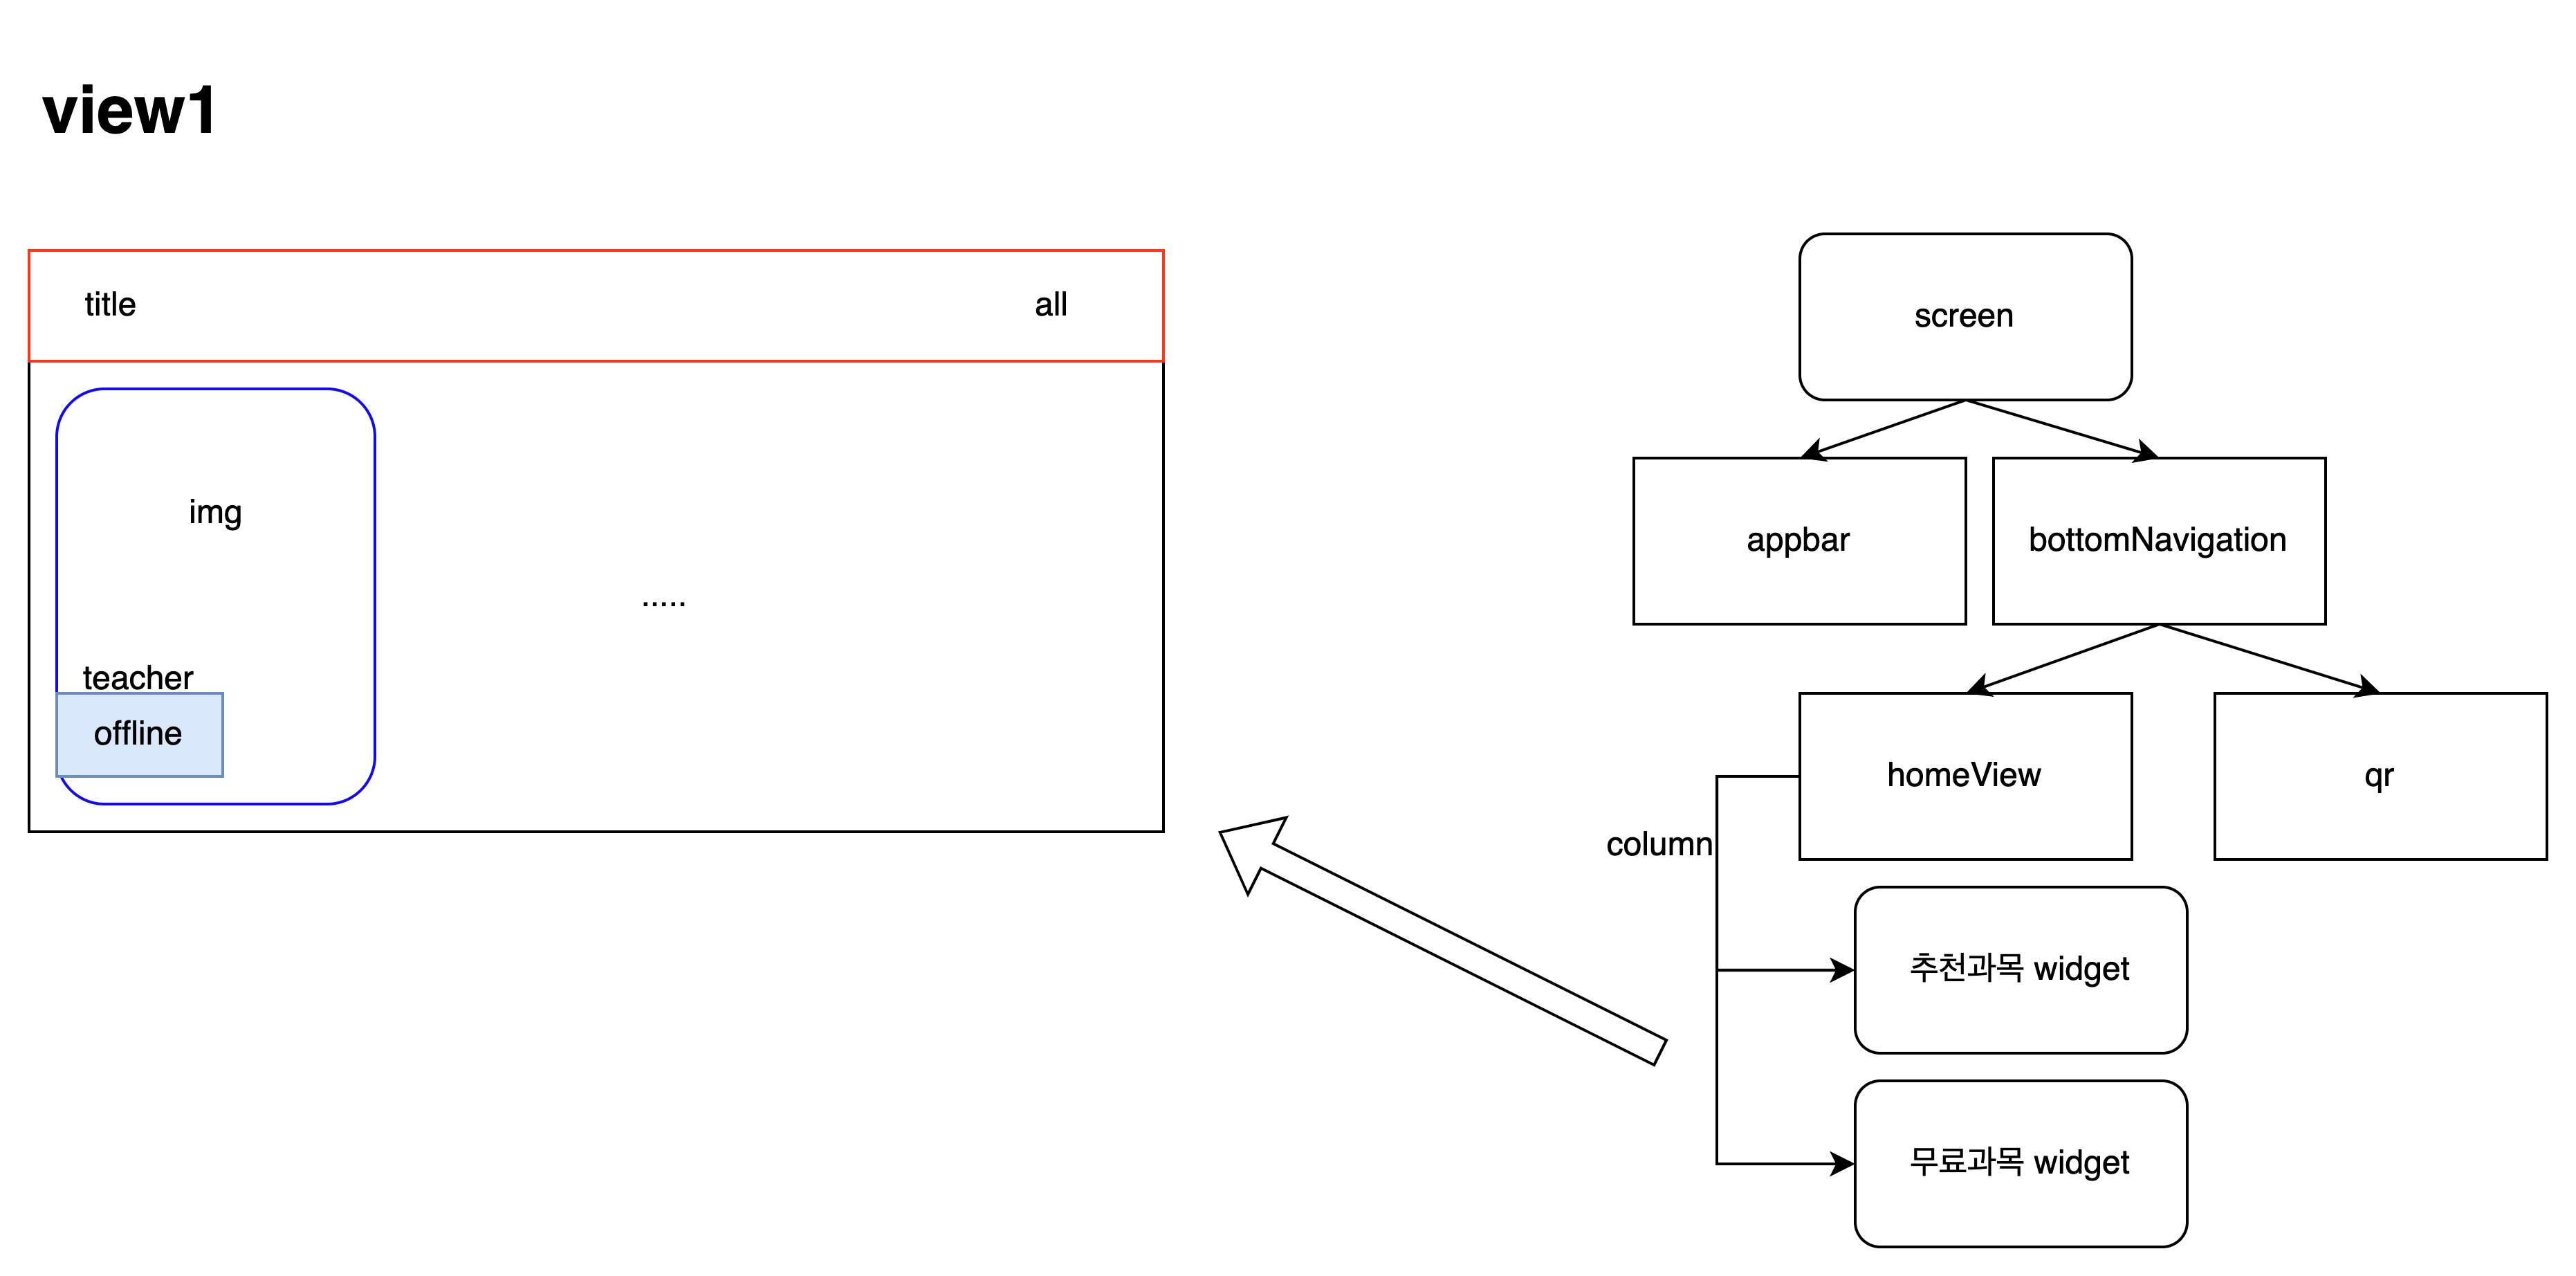 view1
title
all
img
.....
teacher
offline
screen
appbar
bottomNavigation
homeView
qr
column
추천과목 widget
무료과목 widget